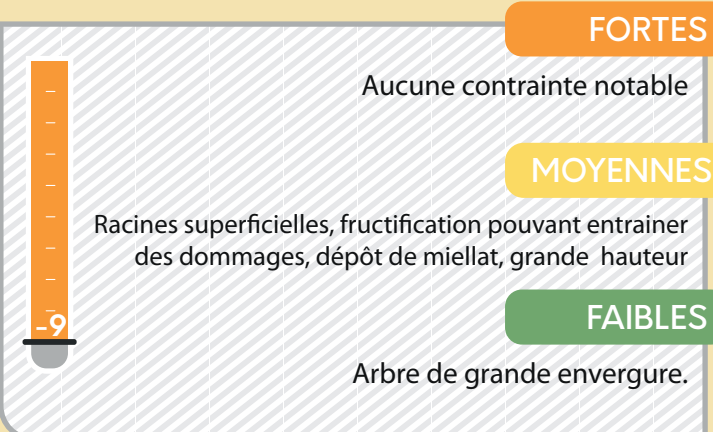 FORTES
Aucune contrainte notable
MOYENNES
Racines superficielles, fructification pouvant entrainer
des dommages, dépôt de miellat, grande hauteur
-9
FAIBLES
Arbre de grande envergure.